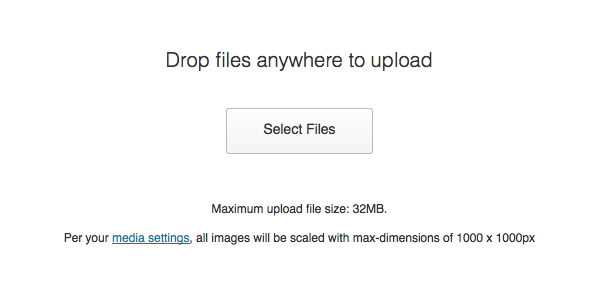 Drop files anywhere to upload
Select Files
Maximum upload file size: 32MB.
Per your media settings, all images will be scaled with max-dimensions of 1000 x 1000px